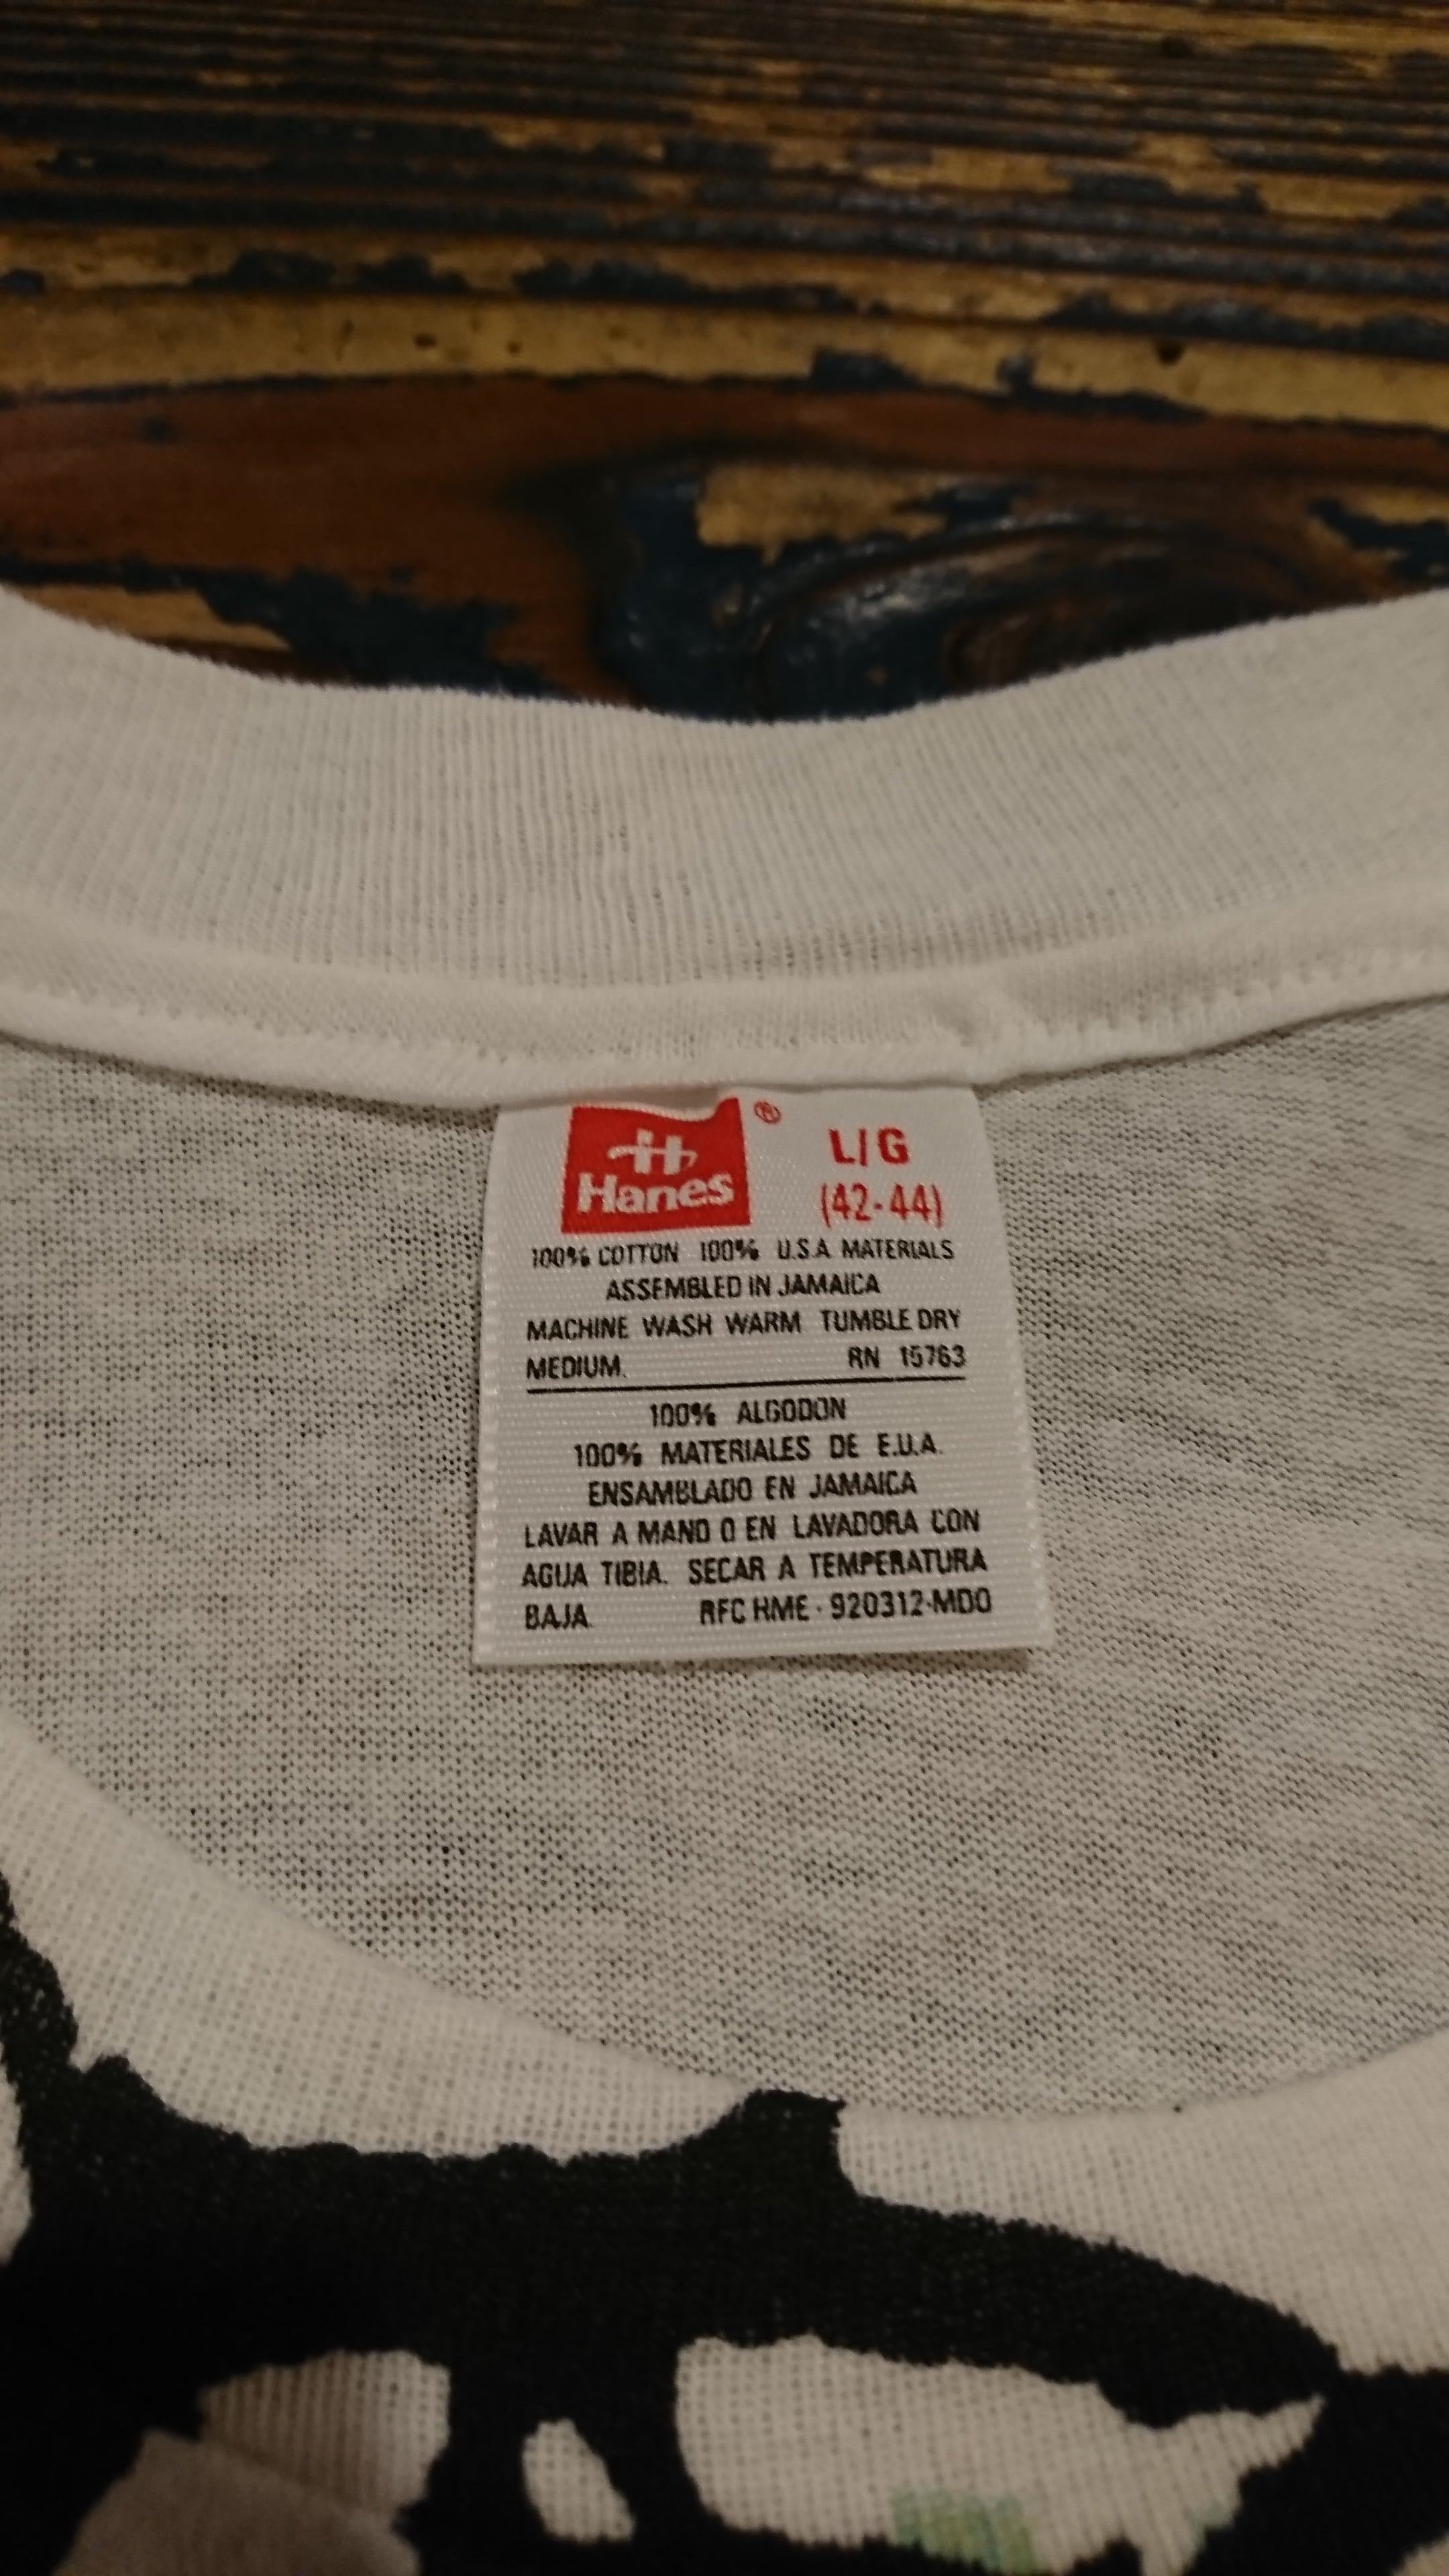 H ® L/G
Hanes (42-44)
100% COTTON 100% U.S.A. MATERIALS
ASSEMBLED IN JAMAICA
MACHINE WASH WARM TUMBLE DRY
MEDIUM. RN 15763
100% ALGODON
100% MATERIALES DE E.U.A.
ENSAMBLADO EN JAMAICA
LAVAR A MANO O EN LAVADORA CON
AGUA TIBIA. SECAR A TEMPERATURA
BAJA. RFC HME-920312-MD0